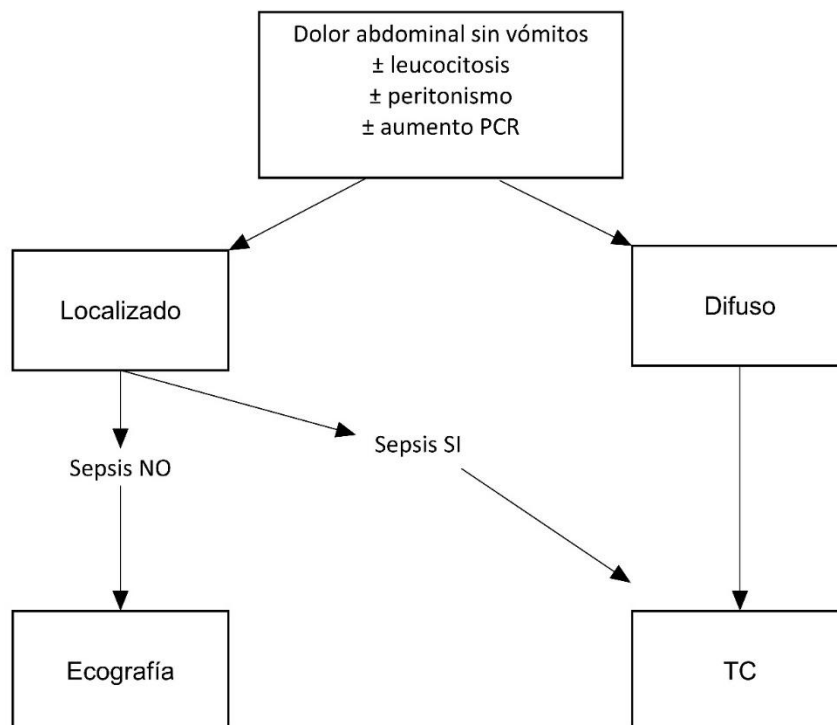 Dolor abdominal sin vómitos
± leucocitosis
± peritonismo
± aumento PCR
Localizado
Difuso
Sepsis SI
Sepsis NO
Ecografía
TC